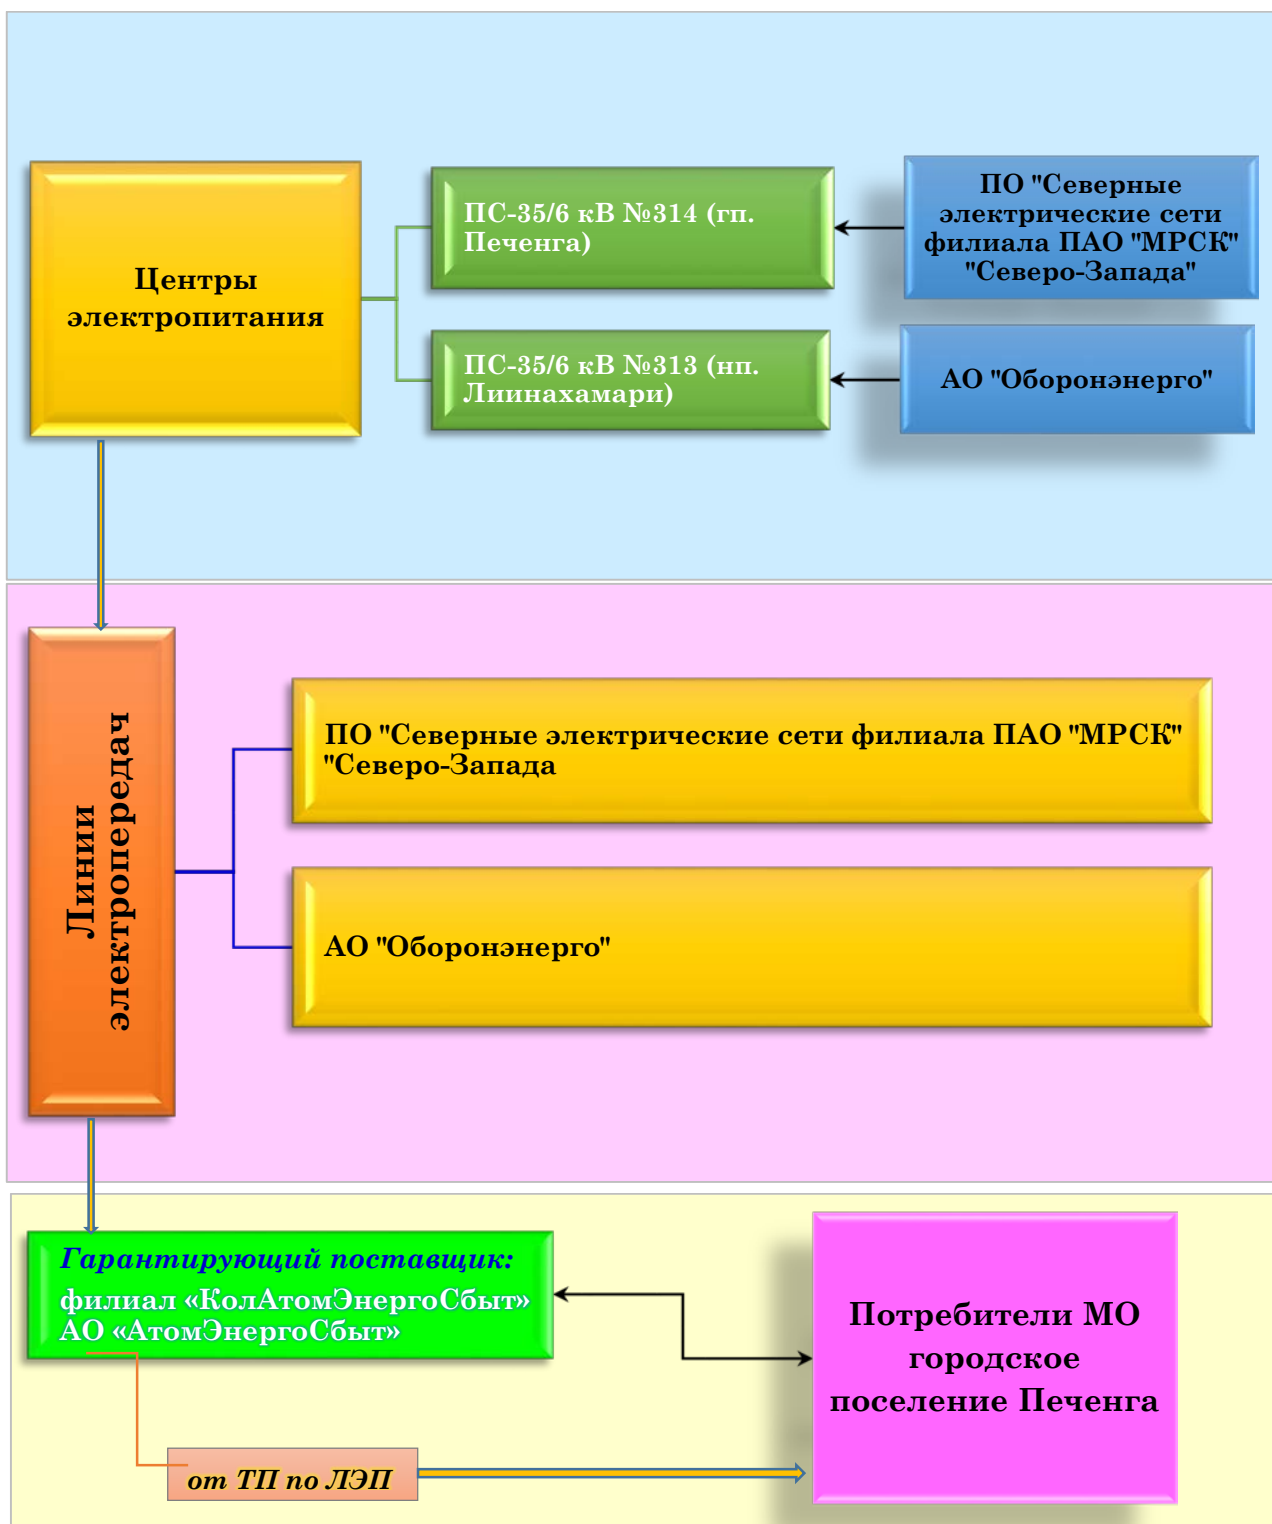 Центры
электропитания
ПС-35/6 кВ №314 (гп.
Печенга)
ПО "Северные
электрические сети
филиала ПАО "МРСК"
"Северо-Запада"
ПС-35/6 кВ №313 (нп.
Лиинахамари)
АО "Оборонэнерго"
Линии
электропередач
ПО "Северные электрические сети филиала ПАО "МРСК"
"Северо-Запада
АО "Оборонэнерго"
Гарантирующий поставщик:
филиал «КолАтомЭнергоСбыт»
АО «АтомЭнергоСбыт»
Потребители МО
городское
поселение Печенга
от ТП по ЛЭП